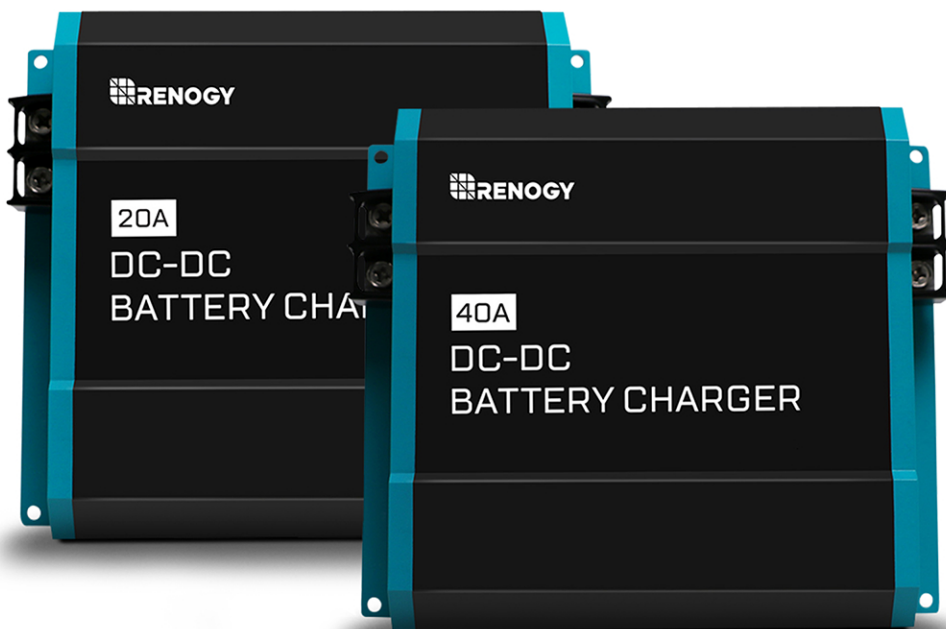 RENOGY
20A
DC-DC
BATTERY CHA
RENOGY
40A
DC-DC
BATTERY CHARGER